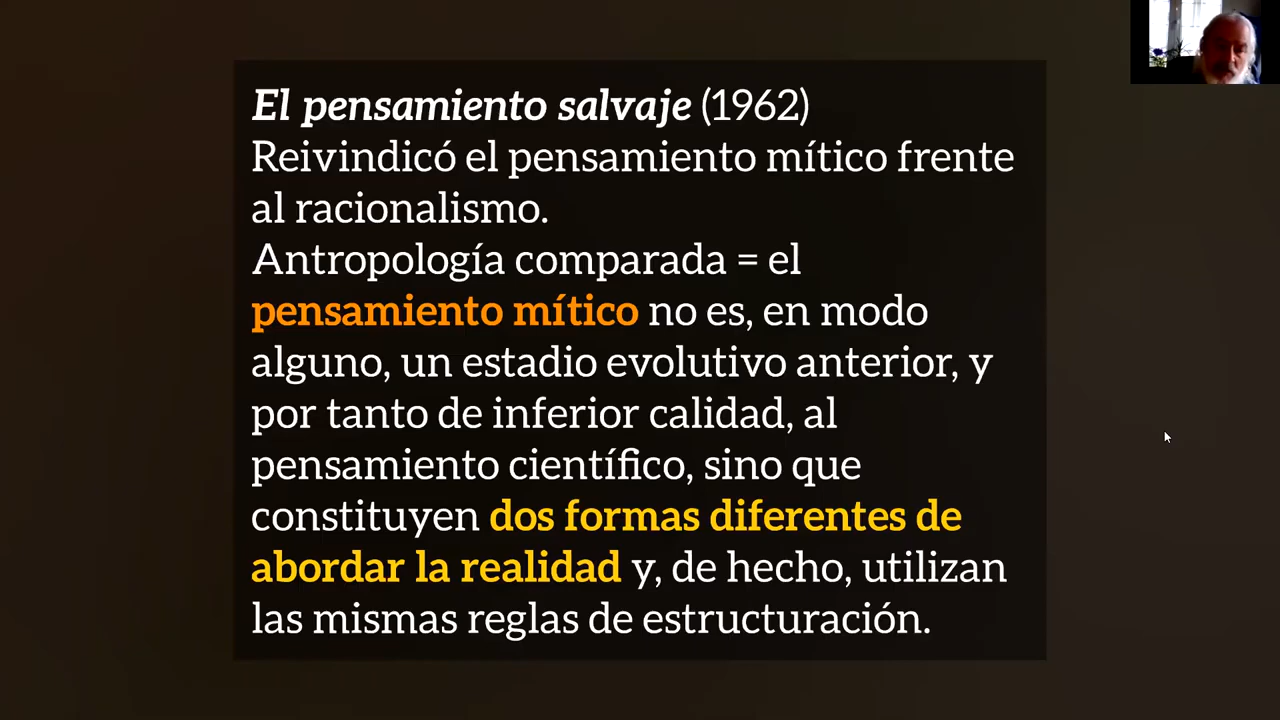 El pensamiento salvaje (1962)
Reivindicó el pensamiento mítico frente
al racionalismo.
Antropología comparada = el
pensamiento mítico no es, en modo
alguno, un estadio evolutivo anterior, y
por tanto de inferior calidad, al
pensamiento científico, sino que
constituyen dos formas diferentes de
abordar la realidad y, de hecho, utilizan
las mismas reglas de estructuración.